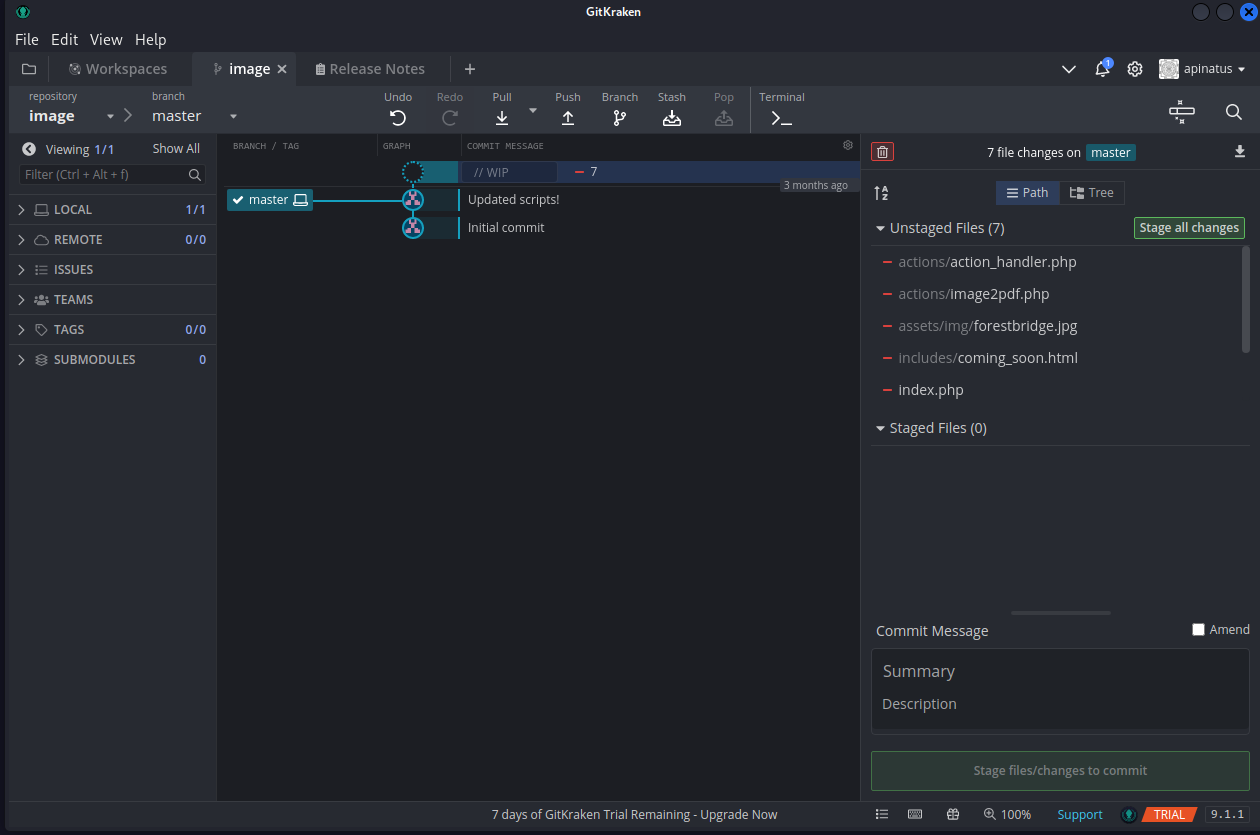 GitKraken
File Edit View Help
Workspaces image Release Notes
1 apinatus
repository branch Undo Redo Pull Push Branch Stash Pop Terminal
image master
Viewing 1/1 Show All
Filter (Ctrl + Alt + f)
LOCAL 1/1
REMOTE 0/0
ISSUES
TEAMS
TAGS 0/0
SUBMODULES 0
BRANCH / TAG GRAPH COMMIT MESSAGE
// WIP 7
3 months ago
master Updated scripts!
Initial commit
7 file changes on master
Path Tree
Unstaged Files (7) Stage all changes
actions/action_handler.php
actions/image2pdf.php
assets/img/forestbridge.jpg
includes/coming_soon.html
index.php
Staged Files (0)
Commit Message Amend
Summary
Description
Stage files/changes to commit
7 days of GitKraken Trial Remaining - Upgrade Now 100% Support TRIAL 9.1.1